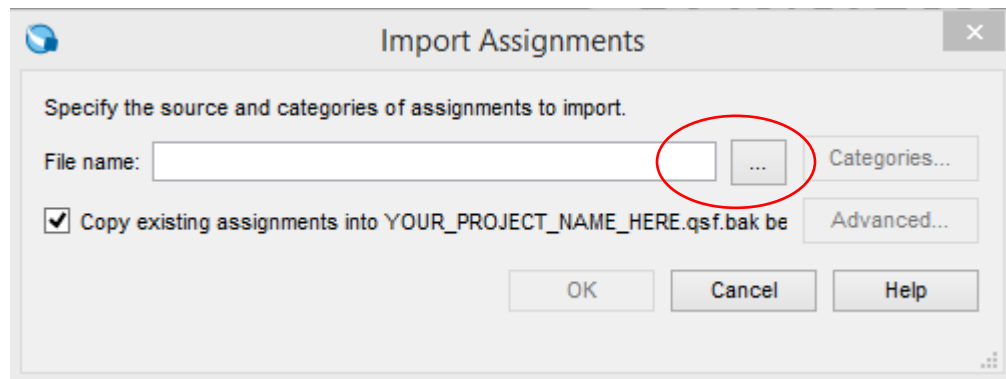 Import Assignments
Specify the source and categories of assignments to import.
File name: ... Categories...
Copy existing assignments into YOUR_PROJECT_NAME_HERE.qsf.bak be Advanced...
OK Cancel Help